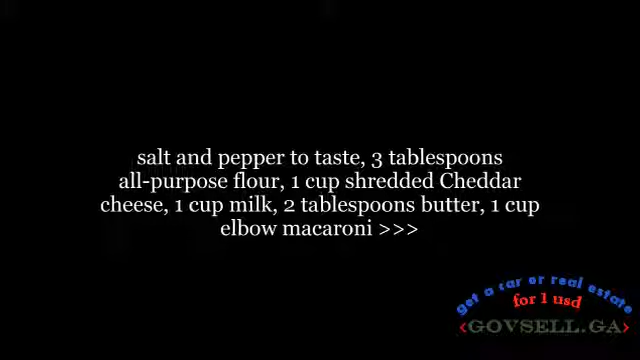 salt and pepper to taste, 3 tablespoons
all-purpose flour, 1 cup shredded Cheddar
cheese, 1 cup milk, 2 tablespoons butter, 1 cup
elbow macaroni >>>
get a car or real estate
for 1 usd
<GOVSELL.GA>